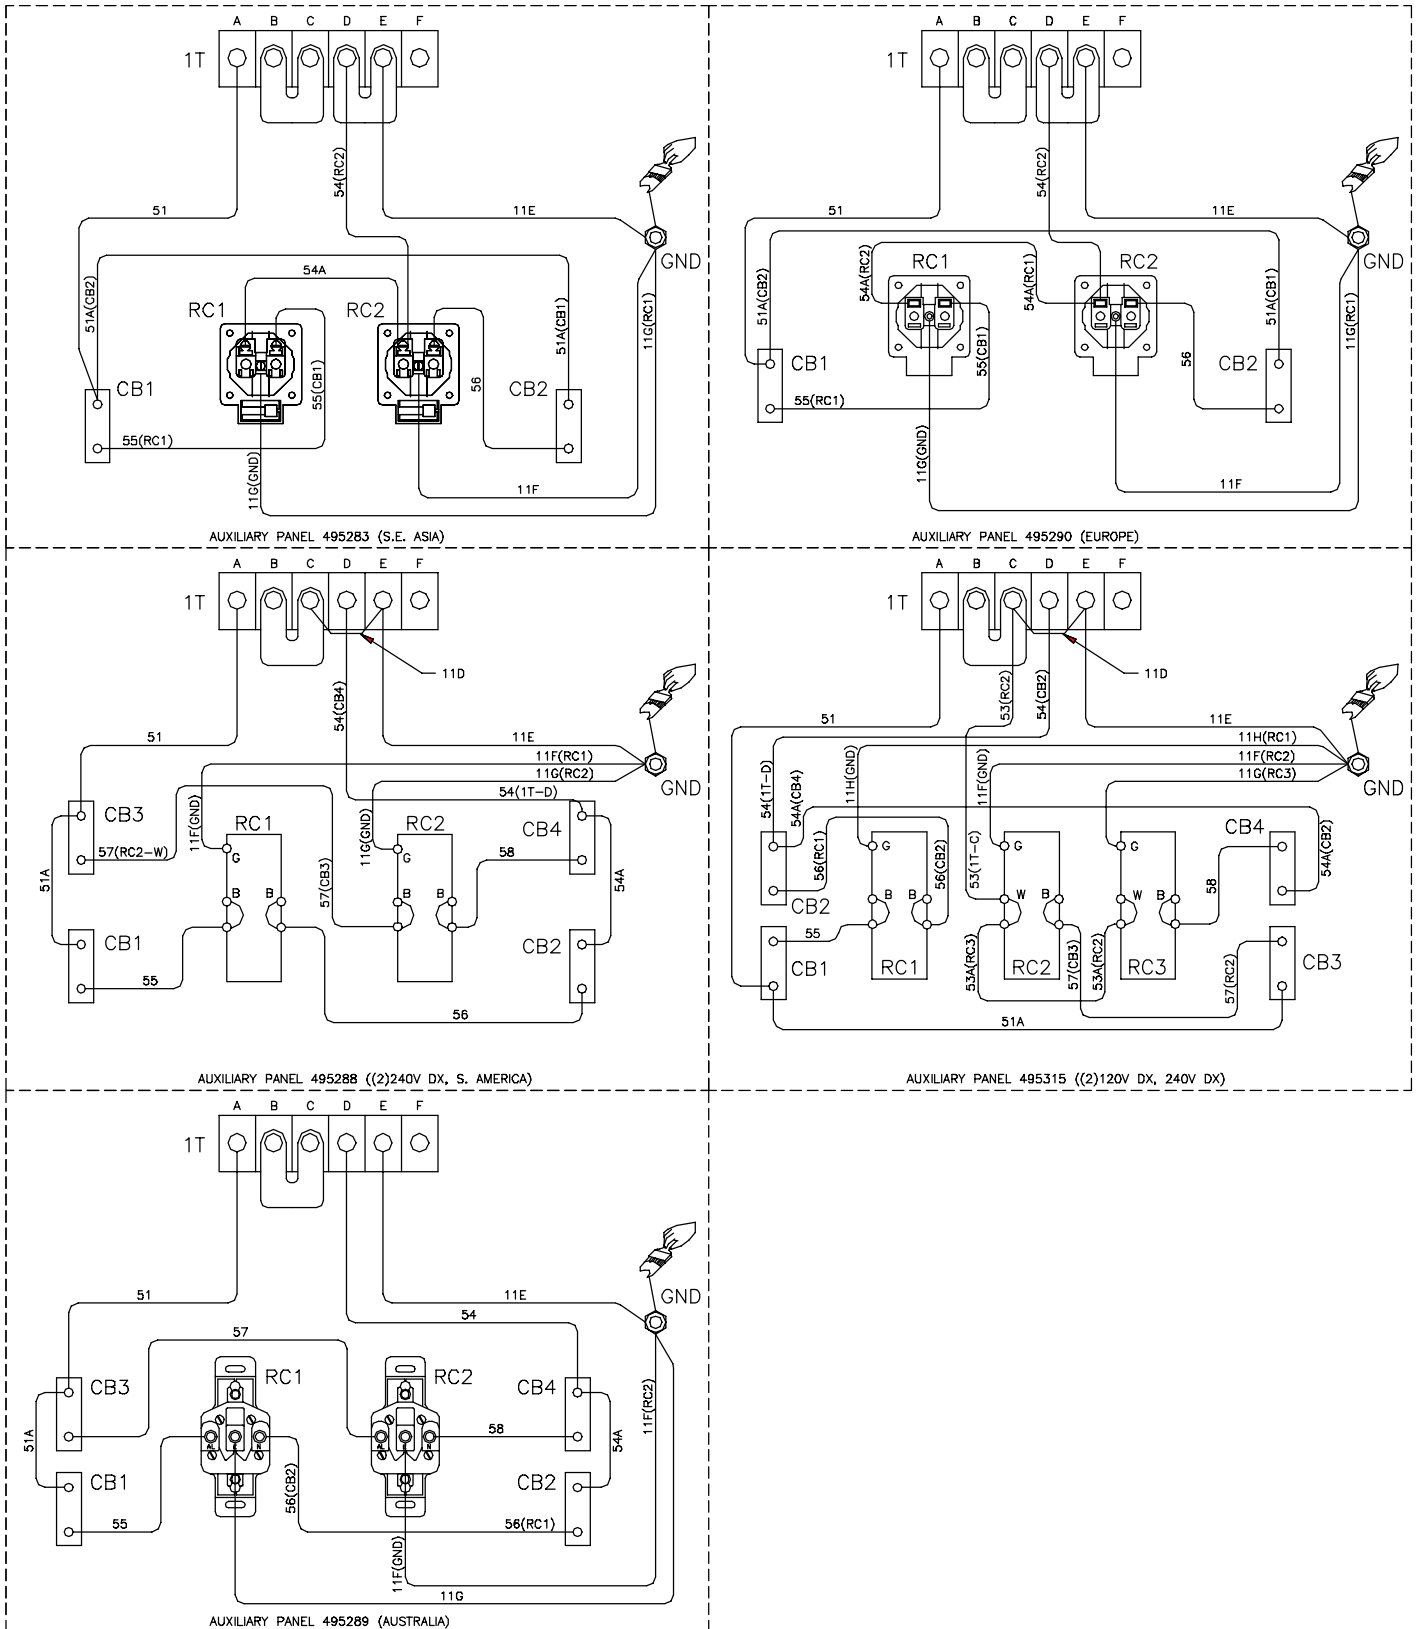 A B C D E F
1T
54(RC2)
51
11E
GND
54A
51A(CB2)
RC1
RC2
51A(CB1)
11G(RC1)
CB1
55(CB1)
56
CB2
55(RC1)
11G(GND)
11F
AUXILIARY PANEL 495283 (S.E. ASIA)
A B C D E F
1T
54(RC2)
51
11E
GND
51A(CB2)
54A(RC2)
RC1
54A(RC1)
RC2
51A(CB1)
11G(RC1)
CB1
55(CB1)
56
CB2
55(RC1)
11G(GND)
11F
AUXILIARY PANEL 495290 (EUROPE)
A B C D E F
1T
11D
54(CB4)
51
11E
11F(RC1)
11G(RC2)
GND
54(1T-D)
CB3
11F(GND)
RC1
11G(GND)
RC2
CB4
57(RC2-W)
G
G
58
51A
57(CB3)
54A
B B
B B
CB1
CB2
55
56
AUXILIARY PANEL 495288 ((2)240V DX, S. AMERICA)
A B C D E F
1T
11D
53(RC2)
54(CB2)
51
11E
11H(RC1)
11F(RC2)
11G(RC3)
GND
54(1T-D)
54A(CB4)
11H(GND)
11F(GND)
CB4
56(RC1)
G
56(CB2)
53(1T-C)
G
G
54A(CB2)
58
B B
W B
W B
CB2
55
CB1
RC1
53A(RC3)
RC2
57(CB3)
53A(RC2)
RC3
57(RC2)
CB3
51A
AUXILIARY PANEL 495315 ((2)120V DX, 240V DX)
A B C D E F
1T
51
11E
GND
54
57
CB3
RC1
RC2
CB4
11F(RC2)
58
51A
AL E N
AL E N
54A
CB1
56(CB2)
CB2
55
56(RC1)
11F(GND)
11G
AUXILIARY PANEL 495289 (AUSTRALIA)